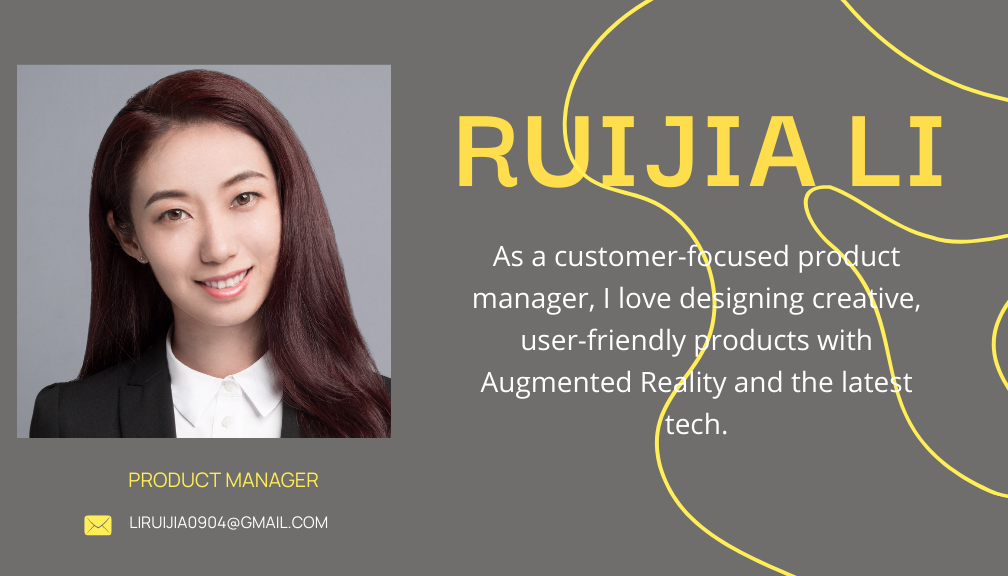 RUIJIA LI
As a customer-focused product
manager, I love designing creative,
user-friendly products with
Augmented Reality and the latest
tech.
PRODUCT MANAGER
LIRUIJIA0904@GMAIL.COM